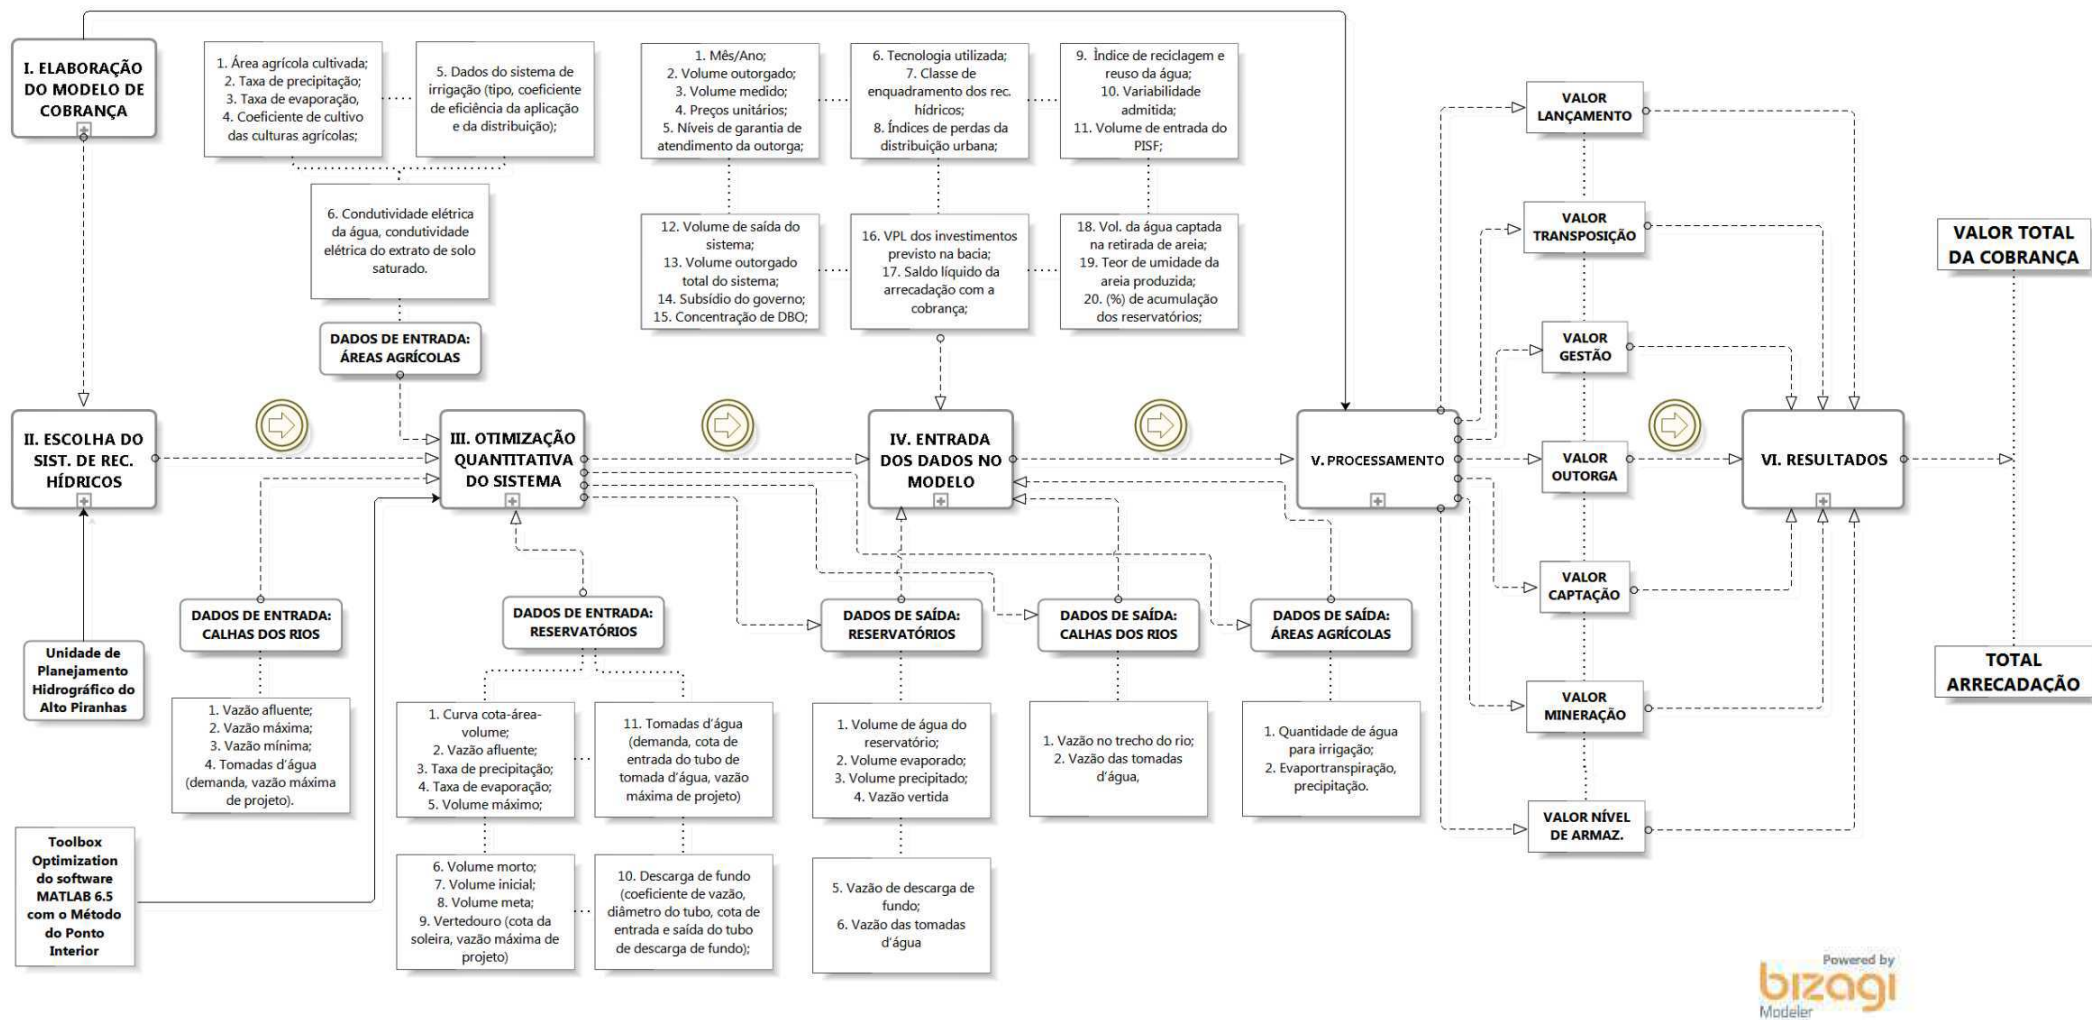 I. ELABORAÇÃO
DO MODELO DE
COBRANÇA
1. Área agrícola cultivada;
2. Taxa de precipitação;
3. Taxa de evaporação,
4. Coeficiente de cultivo
das culturas agrícolas;
5. Dados do sistema de
irrigação (tipo, coeficiente
de eficiência da aplicação
e da distribuição);
6. Condutividade elétrica
da água, condutividade
elétrica do extrato de solo
saturado.
DADOS DE ENTRADA:
ÁREAS AGRÍCOLAS
1. Mês/Ano;
2. Volume outorgado;
3. Volume medido;
4. Preços unitários;
5. Níveis de garantia de
atendimento da outorga;
6. Tecnologia utilizada;
7. Classe de
enquadramento dos rec.
hídricos;
8. Índices de perdas da
distribuição urbana;
9. Ìndice de reciclagem e
reuso da água;
10. Variabilidade
admitida;
11. Volume de entrada do
PISF;
12. Volume de saída do
sistema;
13. Volume outorgado
total do sistema;
14. Subsídio do governo;
15. Concentração de DBO;
16. VPL dos investimentos
previsto na bacia;
17. Saldo líquido da
arrecadação com a
cobrança;
18. Vol. da água captada
na retirada de areia;
19. Teor de umidade da
areia produzida;
20. (%) de acumulação
dos reservatórios;
II. ESCOLHA DO
SIST. DE REC.
HÍDRICOS
III. OTIMIZAÇÃO
QUANTITATIVA
DO SISTEMA
IV. ENTRADA
DOS DADOS NO
MODELO
V. PROCESSAMENTO
VALOR
LANÇAMENTO
VALOR
TRANSPOSIÇÃO
VALOR
GESTÃO
VALOR
OUTORGA
VALOR
CAPTAÇÃO
VALOR
MINERAÇÃO
VALOR NÍVEL
DE ARMAZ.
VI. RESULTADOS
VALOR TOTAL
DA COBRANÇA
TOTAL
ARRECADAÇÃO
Unidade de
Planejamento
Hidrográfico do
Alto Piranhas
DADOS DE ENTRADA:
CALHAS DOS RIOS
1. Vazão afluente;
2. Vazão máxima;
3. Vazão mínima;
4. Tomadas d'água
(demanda, vazão máxima
de projeto).
DADOS DE ENTRADA:
RESERVATÓRIOS
1. Curva cota-área-
volume;
2. Vazão afluente;
3. Taxa de precipitação;
4. Taxa de evaporação;
5. Volume máximo;
11. Tomadas d'água
(demanda, cota de
entrada do tubo de
tomada d'água, vazão
máxima de projeto)
6. Volume morto;
7. Volume inicial;
8. Volume meta;
9. Vertedouro (cota da
soleira, vazão máxima de
projeto)
10. Descarga de fundo
(coeficiente de vazão,
diâmetro do tubo, cota de
entrada e saída do tubo
de descarga de fundo);
DADOS DE SAÍDA:
RESERVATÓRIOS
1. Volume de água do
reservatório;
2. Volume evaporado;
3. Volume precipitado;
4. Vazão vertida
5. Vazão de descarga de
fundo;
6. Vazão das tomadas
d'água
DADOS DE SAÍDA:
CALHAS DOS RIOS
1. Vazão no trecho do rio;
2. Vazão das tomadas
d'água,
DADOS DE SAÍDA:
ÁREAS AGRÍCOLAS
1. Quantidade de água
para irrigação;
2. Evaportranspiração,
precipitação.
Toolbox
Optimization
do software
MATLAB 6.5
com o Método
do Ponto
Interior
Powered by
bizagi
Modeler